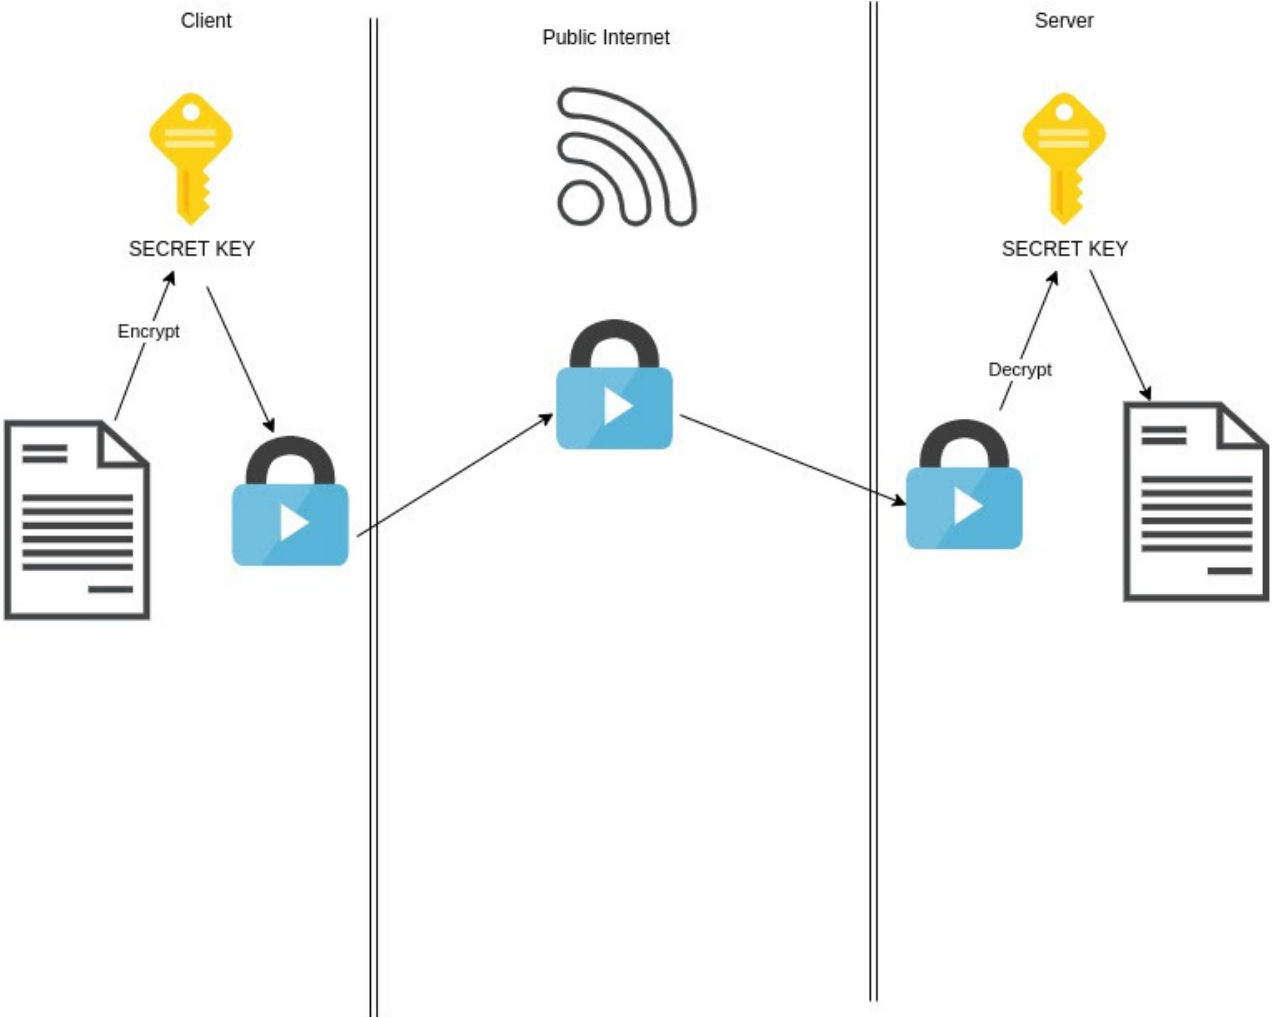 Client
Public Internet
Server
SECRET KEY
SECRET KEY
Encrypt
Decrypt